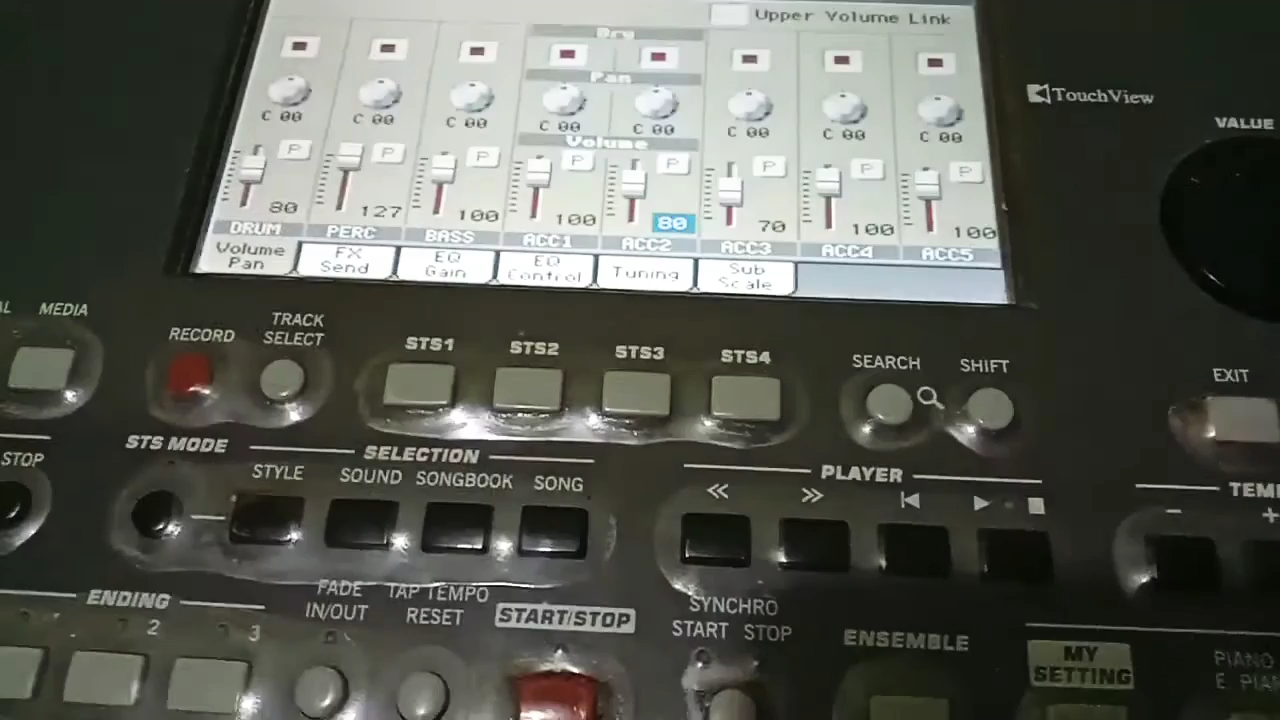 Upper Volume Link
Pan
C 00 C 00 C 00 C 00 C 00 C 00 C 00 C 00
Volume
P P P P P P P P
80 127 100 100 80 70 100 100
DRUM PERC BASS ACC1 ACC2 ACC3 ACC4 ACC5
Volume Pan
FX Send
EQ Gain
EQ Control
Tuning
Sub Scale
TouchView
VALUE
MEDIA
RECORD
TRACK
SELECT
STS1 STS2 STS3 STS4
SEARCH SHIFT
EXIT
STOP
STS MODE
SELECTION
STYLE SOUND SONGBOOK SONG
PLAYER
- +
ENDING
2 3
FADE
IN/OUT
TAP TEMPO
RESET
START/STOP
SYNCHRO
START STOP
ENSEMBLE
MY
SETTING
PIANO